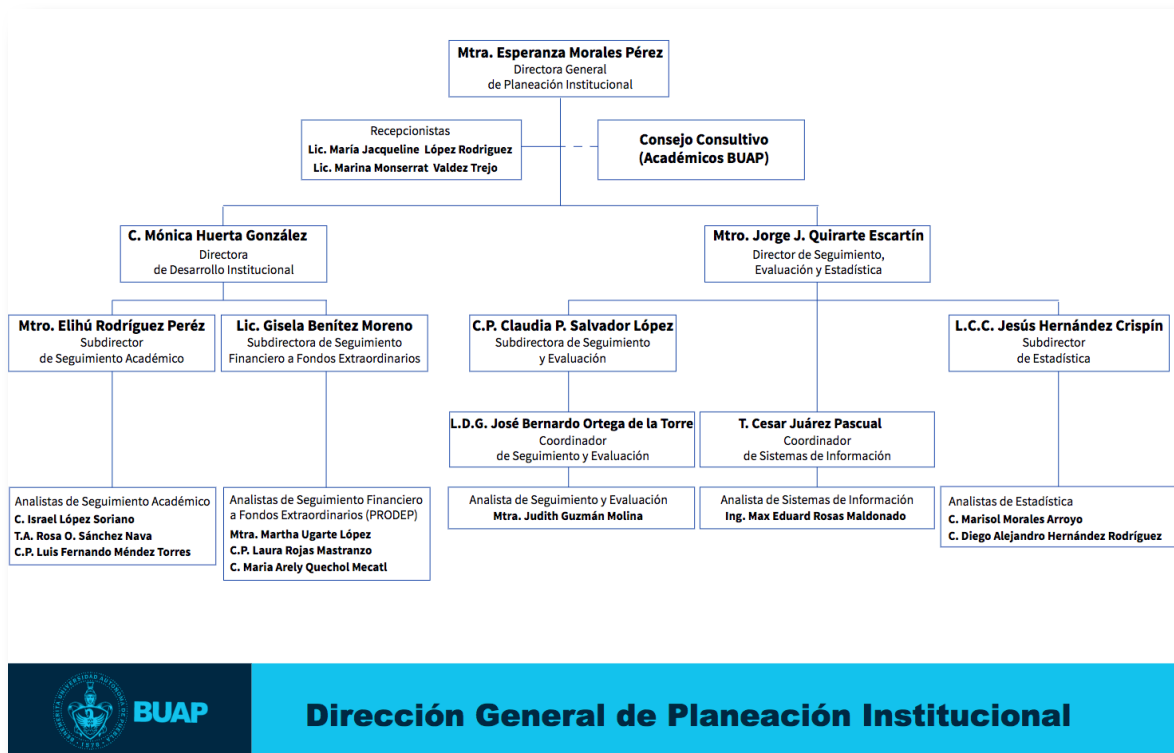 Mtra. Esperanza Morales Pérez
Directora General
de Planeación Institucional
Recepcionistas
Lic. María Jacqueline López Rodriguez
Lic. Marina Monserrat Valdez Trejo
Consejo Consultivo
(Académicos BUAP)
C. Mónica Huerta González
Directora
de Desarrollo Institucional
Mtro. Jorge J. Quirarte Escartín
Director de Seguimiento,
Evaluación y Estadística
Mtro. Elihú Rodríguez Peréz
Subdirector
de Seguimiento Académico
Lic. Gisela Benítez Moreno
Subdirectora de Seguimiento
Financiero a Fondos Extraordinarios
C.P. Claudia P. Salvador López
Subdirectora de Seguimiento
y Evaluación
L.C.C. Jesús Hernández Crispín
Subdirector
de Estadística
L.D.G. José Bernardo Ortega de la Torre
Coordinador
de Seguimiento y Evaluación
T. Cesar Juárez Pascual
Coordinador
de Sistemas de Información
Analistas de Seguimiento Académico
C. Israel López Soriano
T.A. Rosa O. Sánchez Nava
C.P. Luis Fernando Méndez Torres
Analistas de Seguimiento Financiero
a Fondos Extraordinarios (PRODEP)
Mtra. Martha Ugarte López
C.P. Laura Rojas Mastranzo
C. Maria Arely Quechol Mecatl
Analista de Seguimiento y Evaluación
Mtra. Judith Guzmán Molina
Analista de Sistemas de Información
Ing. Max Eduard Rosas Maldonado
Analistas de Estadística
C. Marisol Morales Arroyo
C. Diego Alejandro Hernández Rodríguez
BUAP
Dirección General de Planeación Institucional